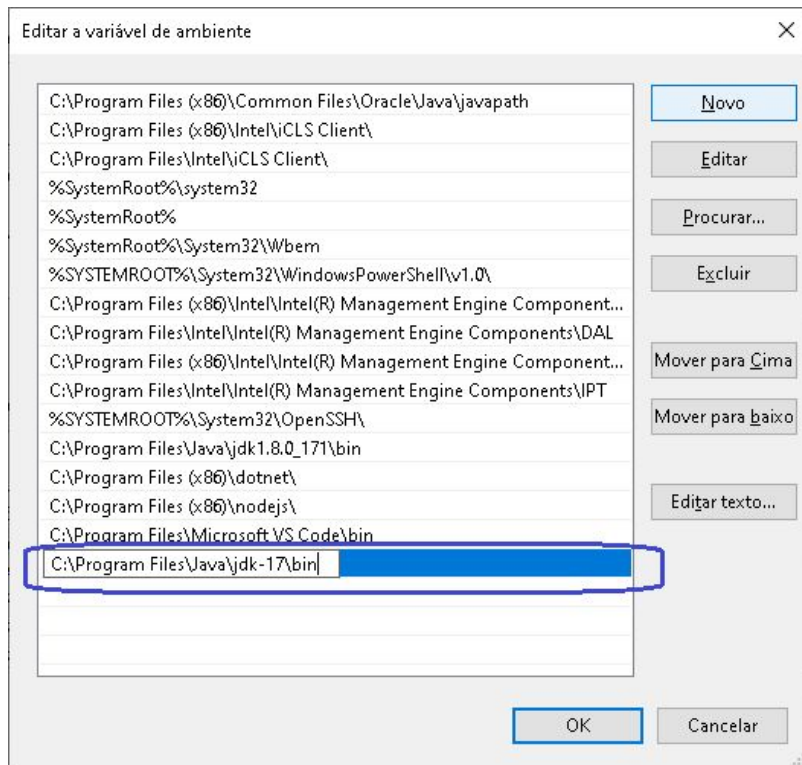 Editar a variável de ambiente
C:\Program Files (x86)\Common Files\Oracle\Java\javapath
C:\Program Files (x86)\Intel\iCLS Client\
C:\Program Files\Intel\iCLS Client\
%SystemRoot%\system32
%SystemRoot%
%SystemRoot%\System32\Wbem
%SYSTEMROOT%\System32\WindowsPowerShell\v1.0\
C:\Program Files (x86)\Intel\Intel(R) Management Engine Component...
C:\Program Files\Intel\Intel(R) Management Engine Components\DAL
C:\Program Files (x86)\Intel\Intel(R) Management Engine Component...
C:\Program Files\Intel\Intel(R) Management Engine Components\IPT
%SYSTEMROOT%\System32\OpenSSH\
C:\Program Files\Java\jdk1.8.0_171\bin
C:\Program Files (x86)\dotnet\
C:\Program Files (x86)\nodejs\
C:\Program Files\Microsoft VS Code\bin
C:\Program Files\Java\jdk-17\bin
Novo
Editar
Procurar...
Excluir
Mover para Cima
Mover para baixo
Editar texto...
OK
Cancelar